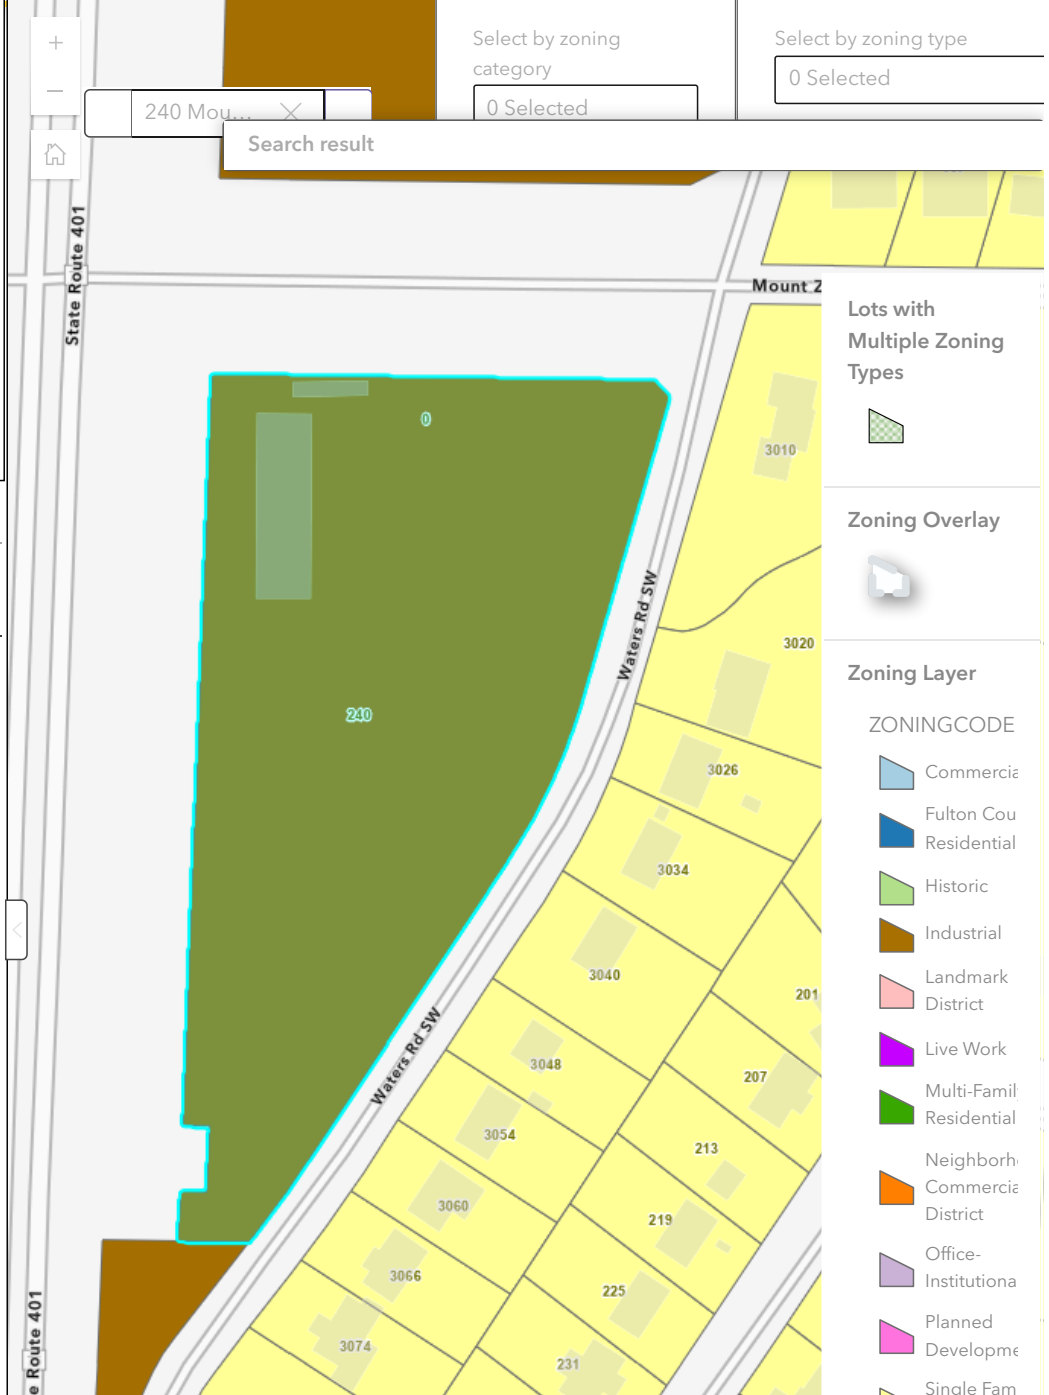 Select by zoning
category
0 Selected
Select by zoning type
0 Selected
+
−
240 Mou...
Search result
State Route 401
Mount Z
Lots with
Multiple Zoning
Types
0
3010
Waters Rd SW
Zoning Overlay
3020
240
Zoning Layer
ZONINGCODE
3026
Commercia
Fulton Cou
Residential
3034
Historic
Industrial
3040
Landmark
District
201
Waters Rd SW
Live Work
3048
207
Multi-Famil
Residential
3054
213
Neighborh
Commercia
District
3060
219
Office-
Institutiona
3066
225
Planned
Developme
e Route 401
3074
231
Single Fam